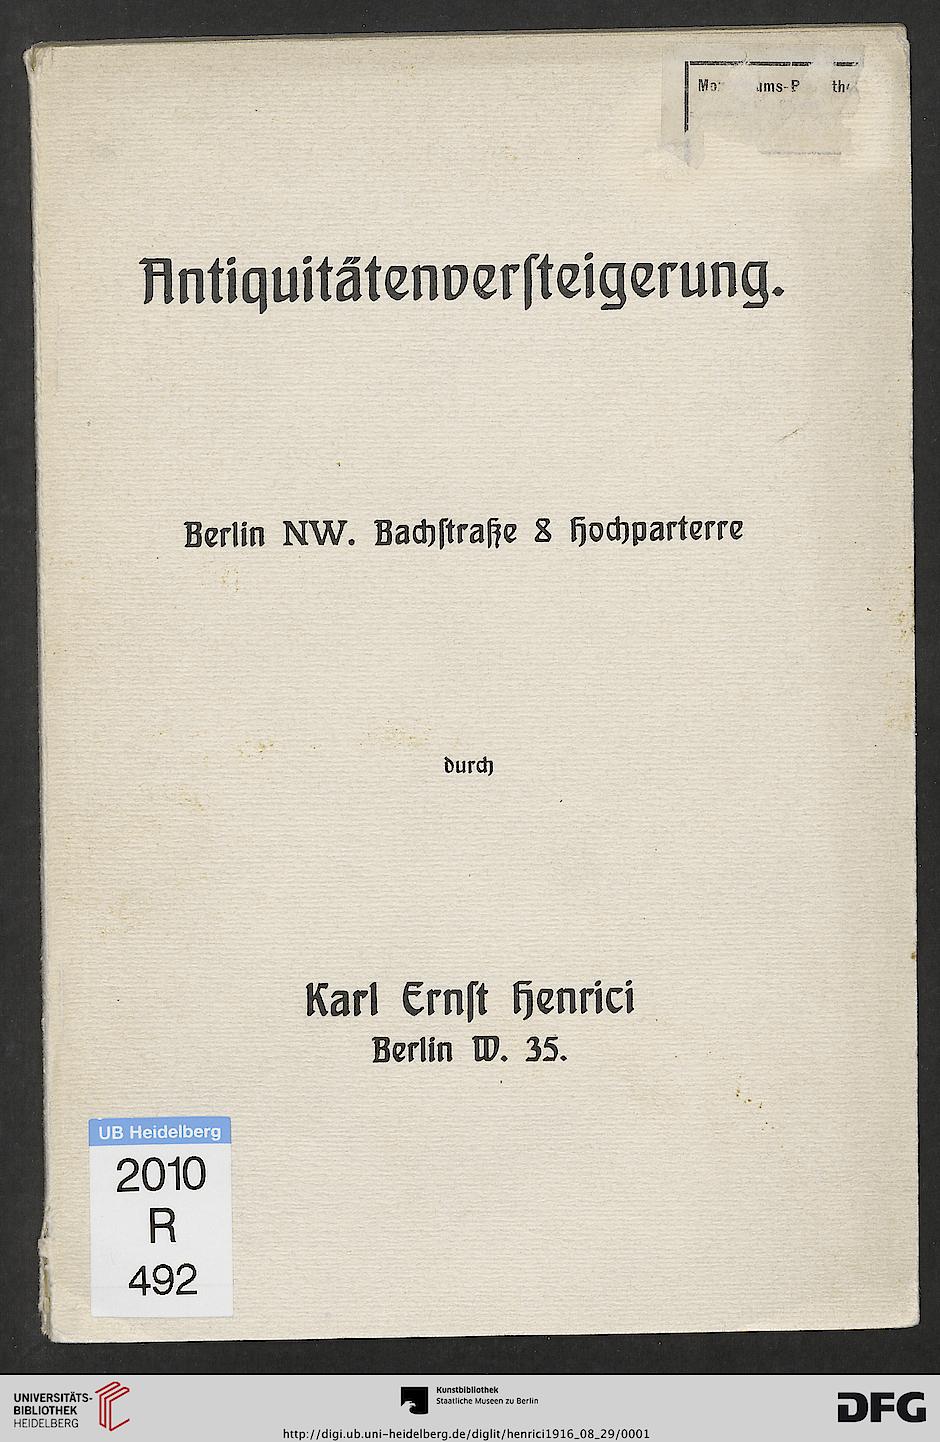 Antiquitätenverſteigerung.
Berlin NW. Bachſtraße 8 Hochparterre
durch
Karl Ernſt Henrici
Berlin W. 35.
UB Heidelberg
2010
R
492
UNIVERSITÄTS-
BIBLIOTHEK
HEIDELBERG
Kunstbibliothek
Staatliche Museen zu Berlin
DFG
http://digi.ub.uni-heidelberg.de/diglit/henrici1916_08_29/0001